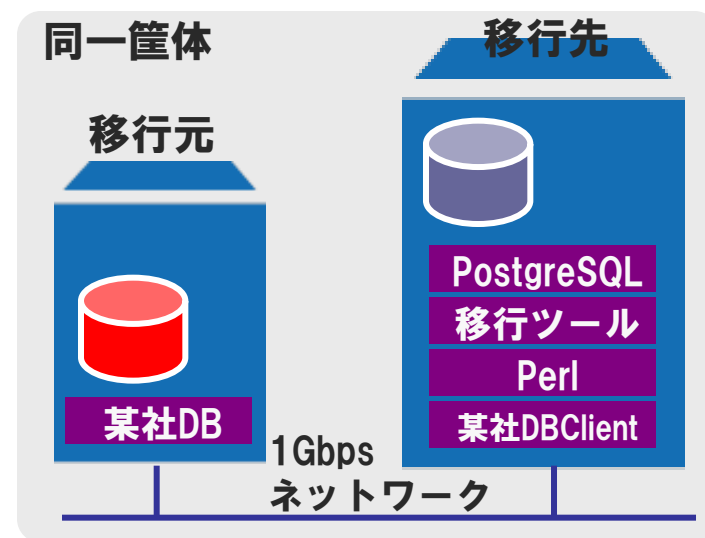 同一筐体
移行先
移行元
PostgreSQL
移行ツール
Perl
某社DBClient
某社DB
1Gbps
ネットワーク